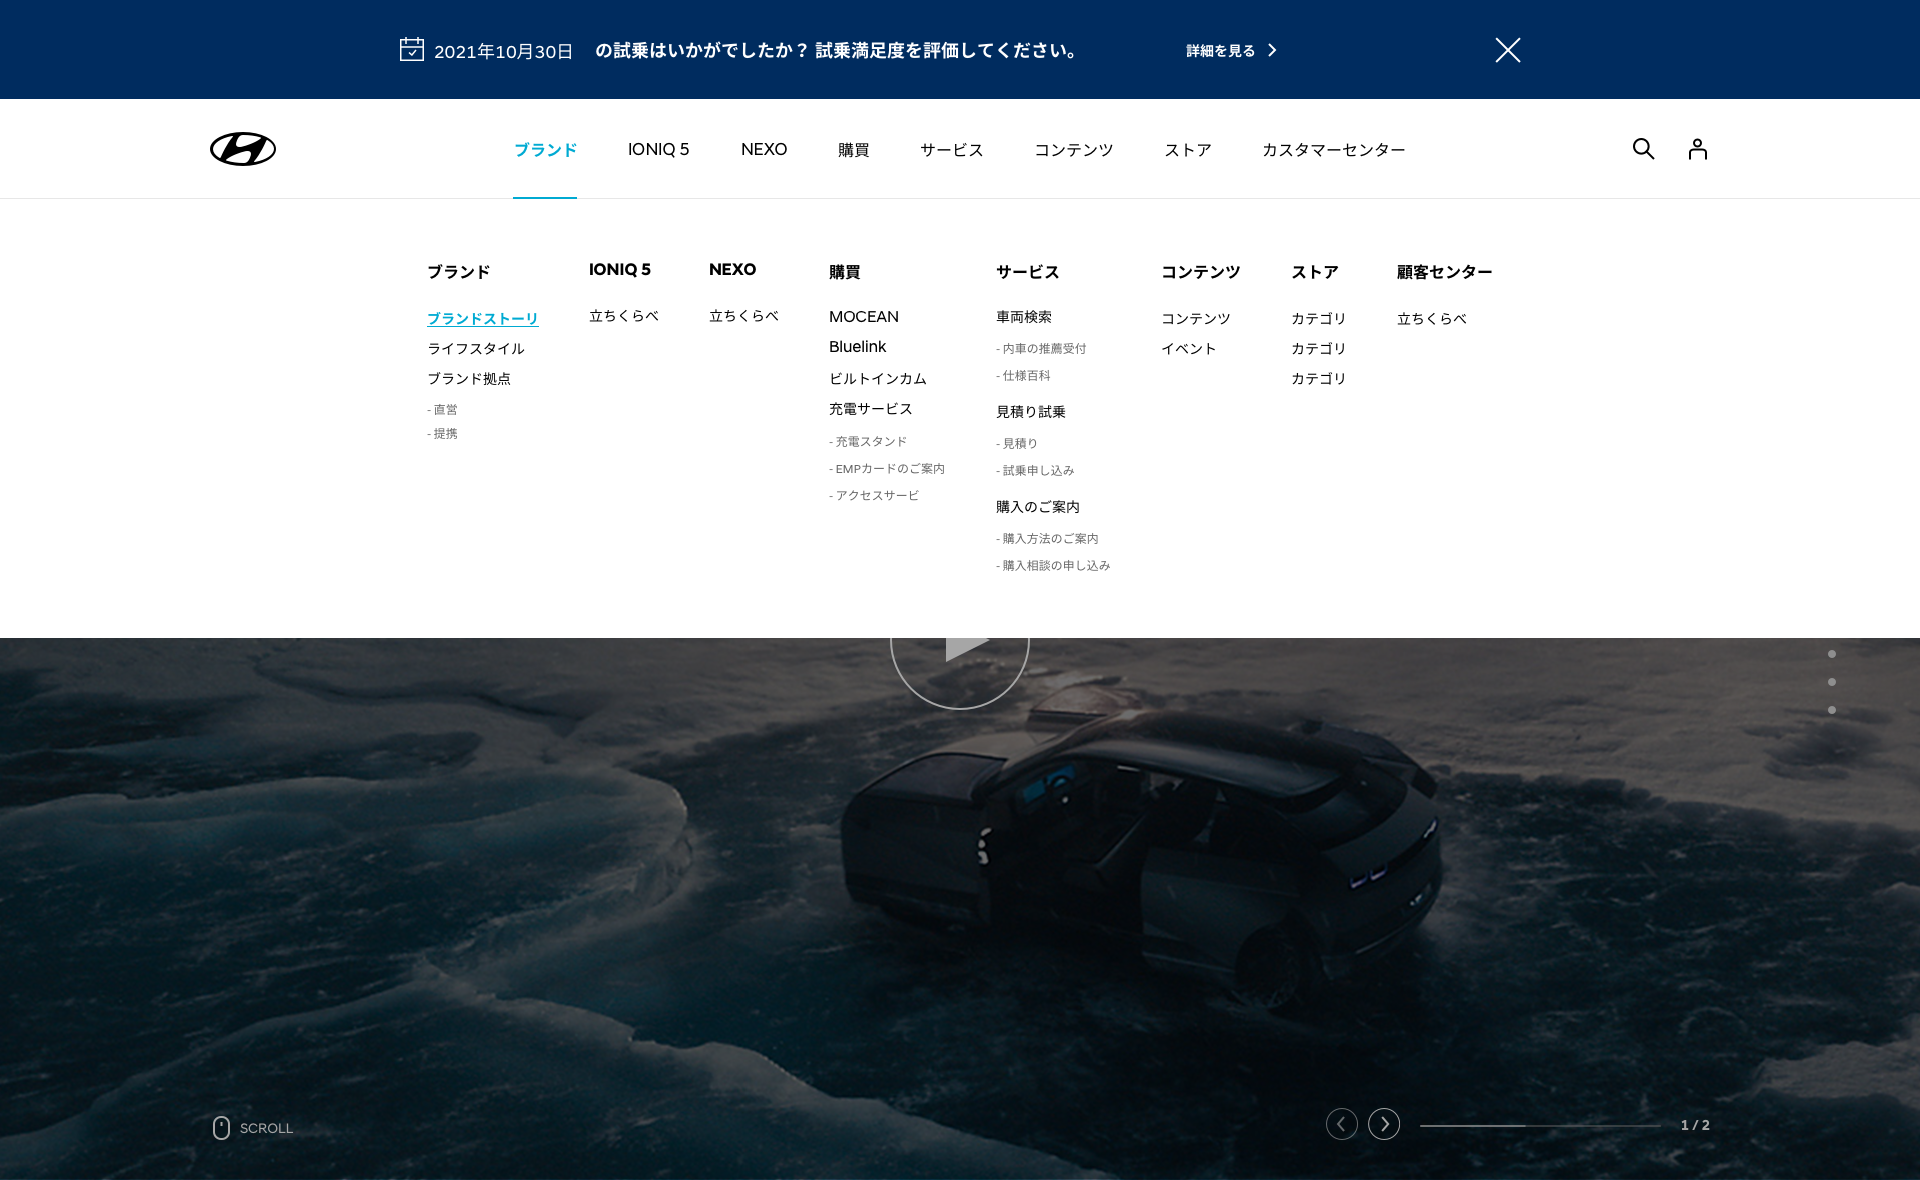 2021年10月30日 の試乗はいかがでしたか？ 試乗満足度を評価してください。 詳細を見る
ブランド IONIQ 5 NEXO 購買 サービス コンテンツ ストア カスタマーセンター
ブランド
ブランドストーリ
ライフスタイル
ブランド拠点
- 直営
- 提携
IONIQ 5
立ちくらべ
NEXO
立ちくらべ
購買
MOCEAN
Bluelink
ビルトインカム
充電サービス
- 充電スタンド
- EMPカードのご案内
- アクセスサービ
サービス
車両検索
- 内車の推薦受付
- 仕様百科
見積り試乗
- 見積り
- 試乗申し込み
購入のご案内
- 購入方法のご案内
- 購入相談の申し込み
コンテンツ
コンテンツ
イベント
ストア
カテゴリ
カテゴリ
カテゴリ
顧客センター
立ちくらべ
SCROLL
1 / 2